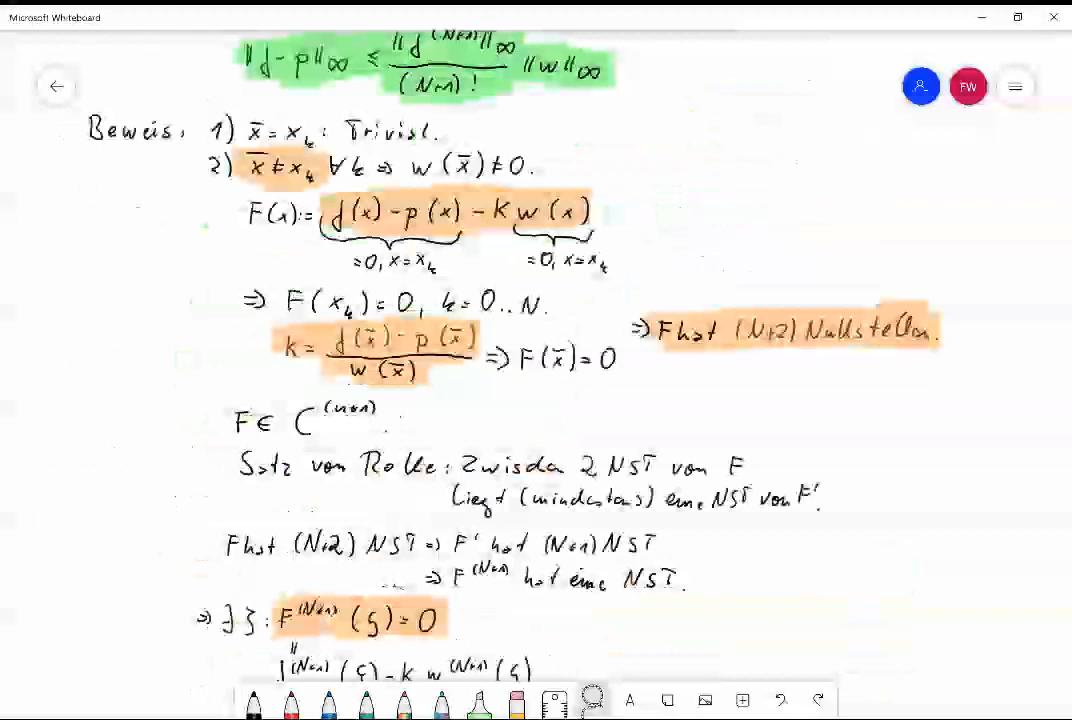 Microsoft Whiteboard
‖f - p‖∞ ≤ ‖f^(N+1)‖∞ / (N+1)! ‖w‖∞
FW
Beweis: 1) x̄ = x_k : Trivial.
2) x̄ ≠ x_k ∀ k ⇒ w(x̄) ≠ 0.
F(x) := f(x) - p(x) - K w(x)
=0, x=x_k =0, x=x_k
⇒ F(x_k) = 0, k = 0..N.
K = (f(x̄) - p(x̄)) / w(x̄) ⇒ F(x̄) = 0 ⇒ F hat (N+2) Nullstellen.
F ∈ C^(N+1).
Satz von Rolle: Zwischen 2 NST von F
liegt (mindestens) eine NST von F'.
F hat (N+2) NST ⇒ F' hat (N+1) NST
... ⇒ F^(N+1) hat eine NST.
⇒ ∃ ξ : F^(N+1)(ξ) = 0
‖
f^(N+1)(ξ) - K w^(N+1)(ξ)
A